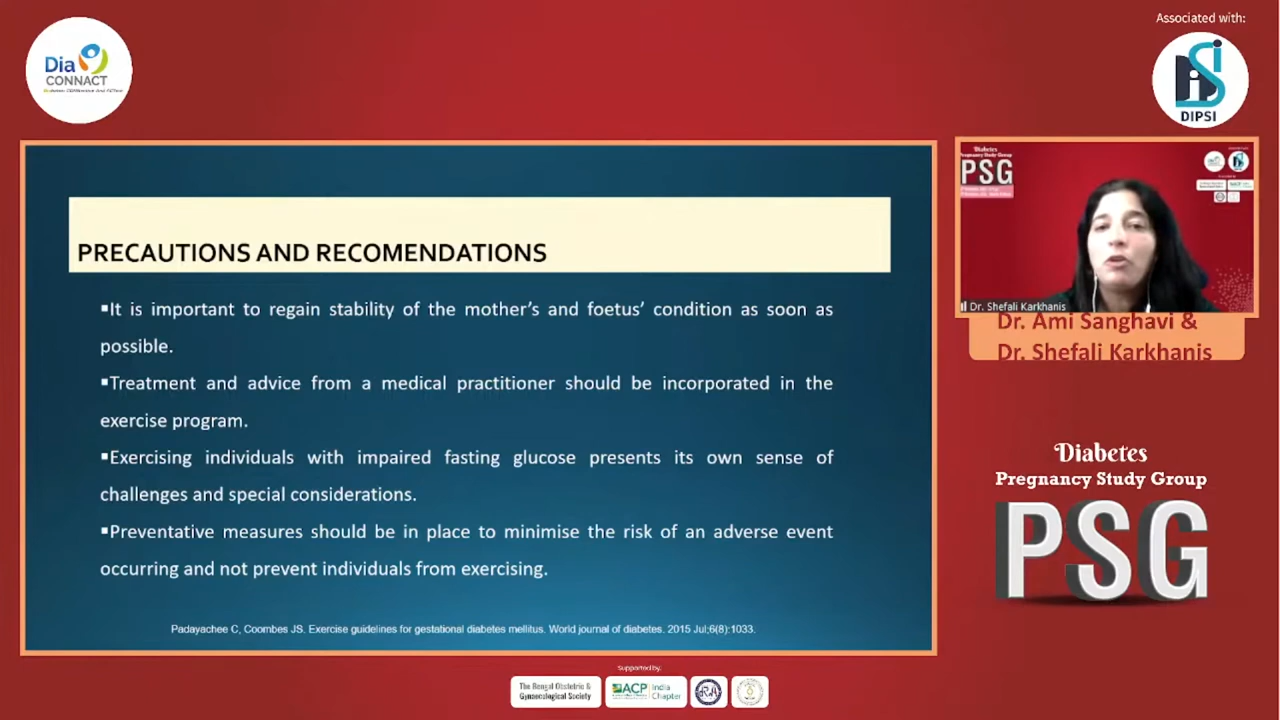 Dia
CONNACT
Associated with:
DIPSI
PRECAUTIONS AND RECOMENDATIONS
▪It is important to regain stability of the mother's and foetus' condition as soon as
possible.
▪Treatment and advice from a medical practitioner should be incorporated in the
exercise program.
▪Exercising individuals with impaired fasting glucose presents its own sense of
challenges and special considerations.
▪Preventative measures should be in place to minimise the risk of an adverse event
occurring and not prevent individuals from exercising.
Padayachee C, Coombes JS. Exercise guidelines for gestational diabetes mellitus. World journal of diabetes. 2015 Jul;6(8):1033.
Diabetes
Pregnancy Study Group
PSG
Dr. Shefali Karkhanis
Dr. Ami Sanghavi &
Dr. Shefali Karkhanis
Diabetes
Pregnancy Study Group
PSG
Supported by:
The Bengal Obstetric &
Gynaecological Society
ACP India
Chapter